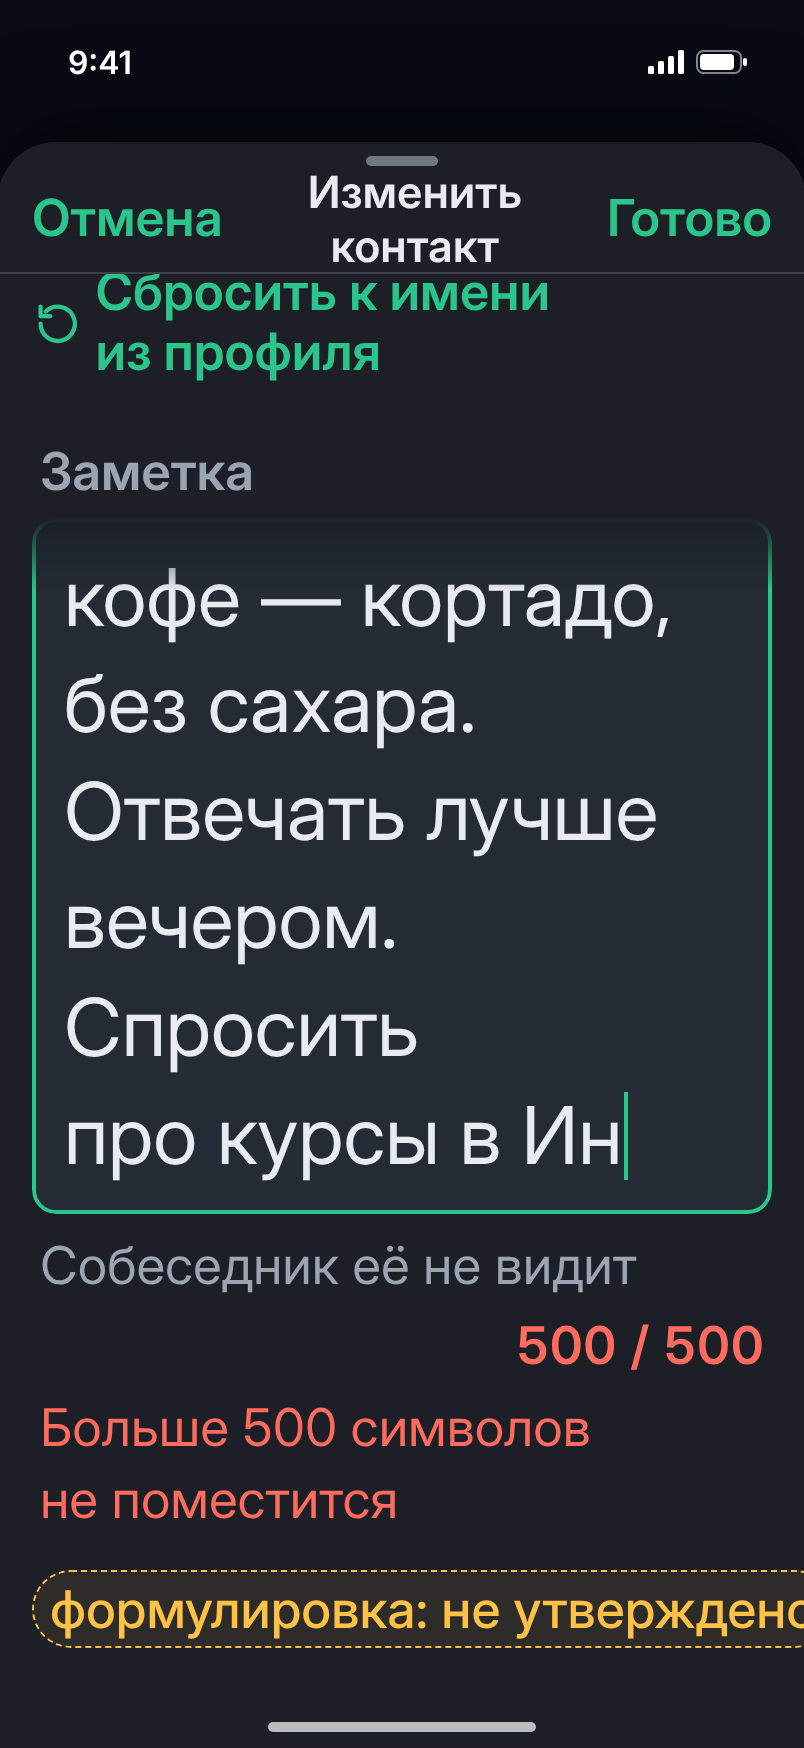 9:41
Отмена
Изменить
контакт
Готово
Сбросить к имени
из профиля
Заметка
кофе — кортадо,
без сахара.
Отвечать лучше
вечером.
Спросить
про курсы в Ин
Собеседник её не видит
500 / 500
Больше 500 символов
не поместится
формулировка: не утверждено